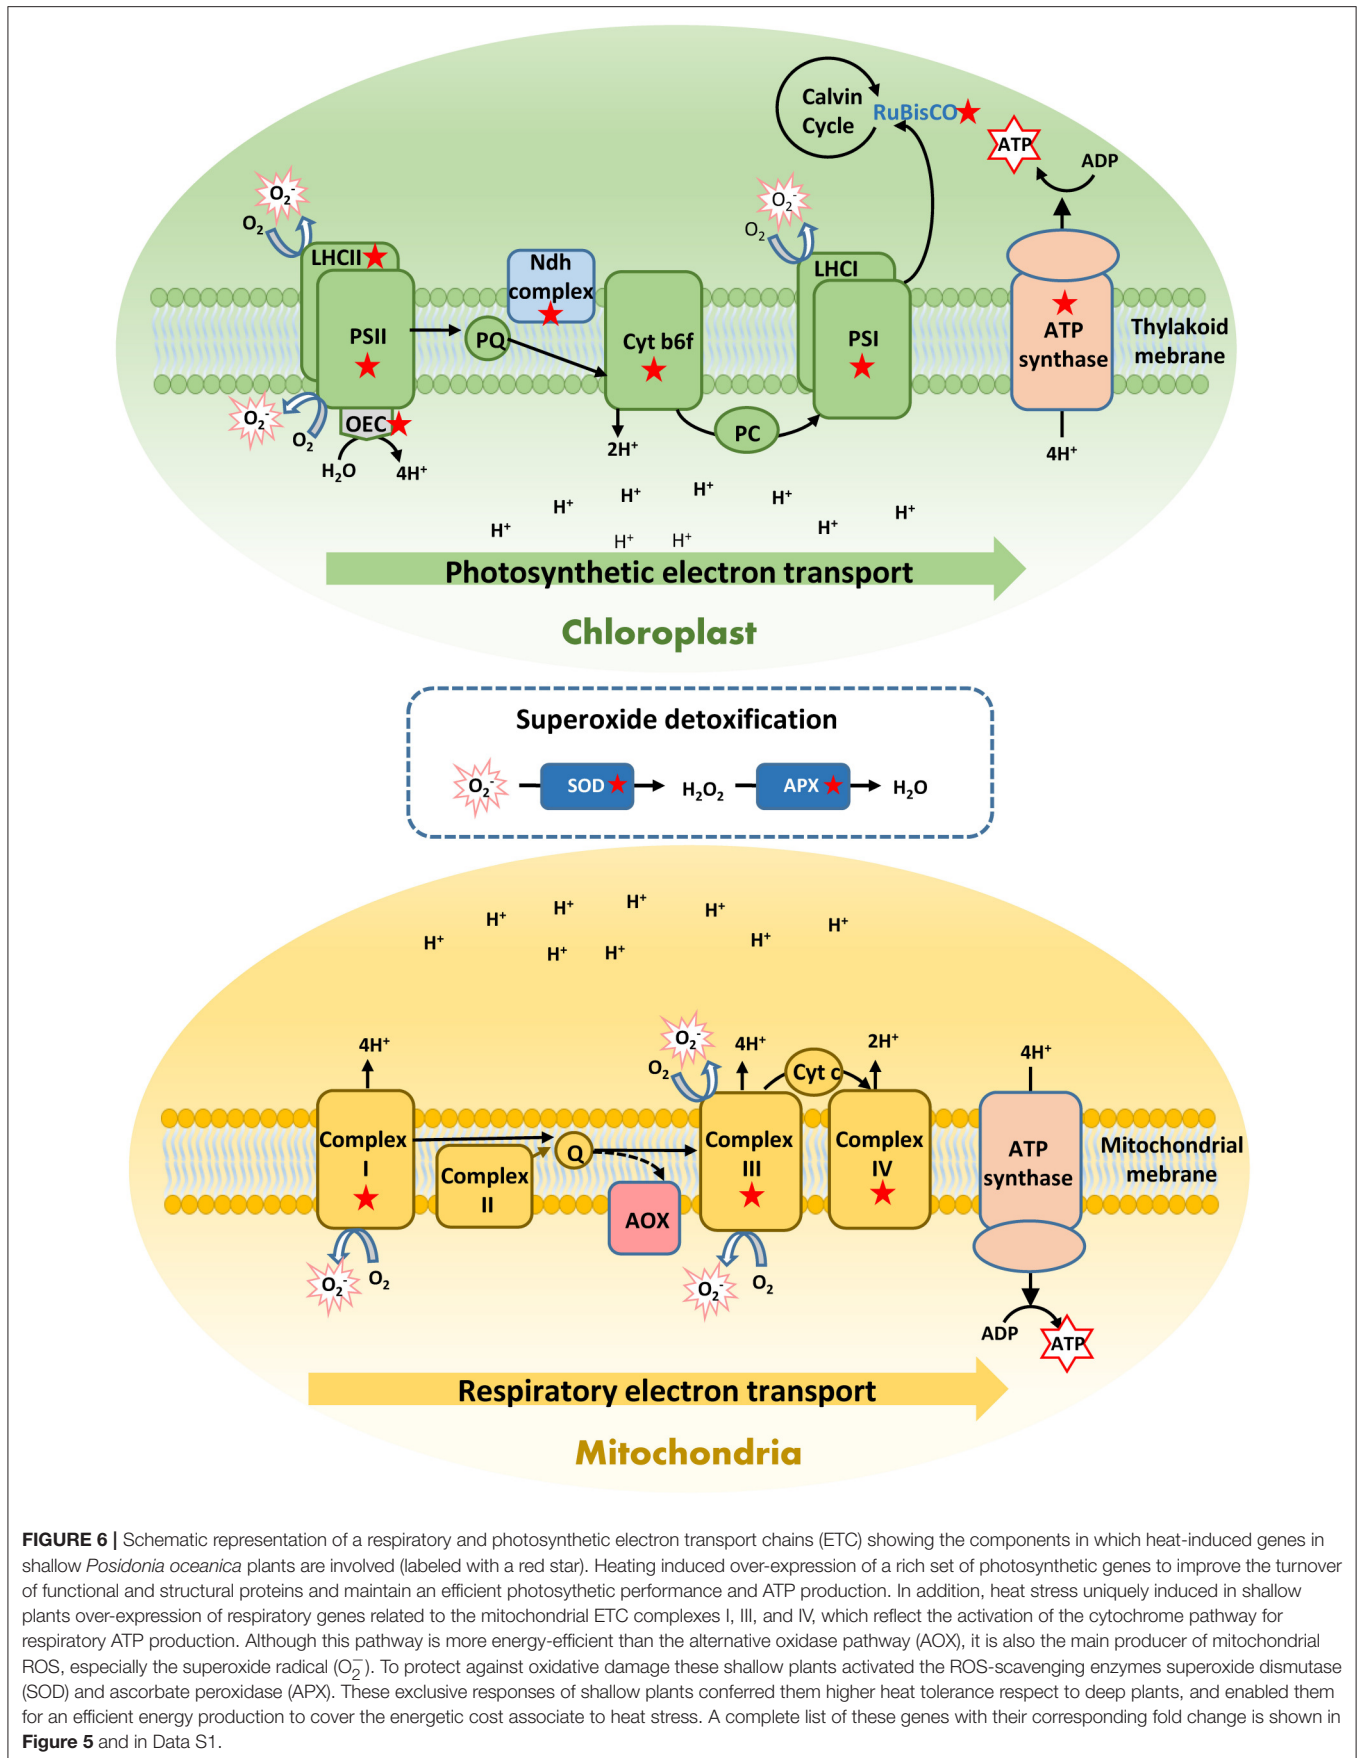 Calvin
Cycle
RuBisCO
ATP
ADP
O₂⁻
O₂
O₂⁻
O₂
LHCII
Ndh
complex
LHCI
PSII
PQ
Cyt b6f
PSI
ATP
synthase
Thylakoid
mebrane
O₂⁻
O₂
OEC
H₂O
4H⁺
2H⁺
PC
4H⁺
H⁺
H⁺
H⁺
H⁺
H⁺
H⁺
H⁺
H⁺
H⁺
Photosynthetic electron transport
Chloroplast
Superoxide detoxification
O₂⁻
SOD
H₂O₂
APX
H₂O
H⁺
H⁺
H⁺
H⁺
H⁺
H⁺
H⁺
H⁺
H⁺
4H⁺
O₂⁻
O₂
4H⁺
Cyt c
2H⁺
4H⁺
Complex
I
Complex
II
Q
AOX
Complex
III
Complex
IV
ATP
synthase
Mitochondrial
mebrane
O₂⁻
O₂
O₂⁻
O₂
ADP
ATP
Respiratory electron transport
Mitochondria
FIGURE 6 | Schematic representation of a respiratory and photosynthetic electron transport chains (ETC) showing the components in which heat-induced genes in
shallow Posidonia oceanica plants are involved (labeled with a red star). Heating induced over-expression of a rich set of photosynthetic genes to improve the turnover
of functional and structural proteins and maintain an efficient photosythetic performance and ATP production. In addition, heat stress uniquely induced in shallow
plants over-expression of respiratory genes related to the mitochondrial ETC complexes I, III, and IV, which reflect the activation of the cytochrome pathway for
respiratory ATP production. Although this pathway is more energy-efficient than the alternative oxidase pathway (AOX), it is also the main producer of mitochondrial
ROS, especially the superoxide radical (O₂⁻). To protect against oxidative damage these shallow plants activated the ROS-scavenging enzymes superoxide dismutase
(SOD) and ascorbate peroxidase (APX). These exclusive responses of shallow plants conferred them higher heat tolerance respect to deep plants, and enabled them
for an efficient energy production to cover the energetic cost associate to heat stress. A complete list of these genes with their corresponding fold change is shown in
Figure 5 and in Data S1.